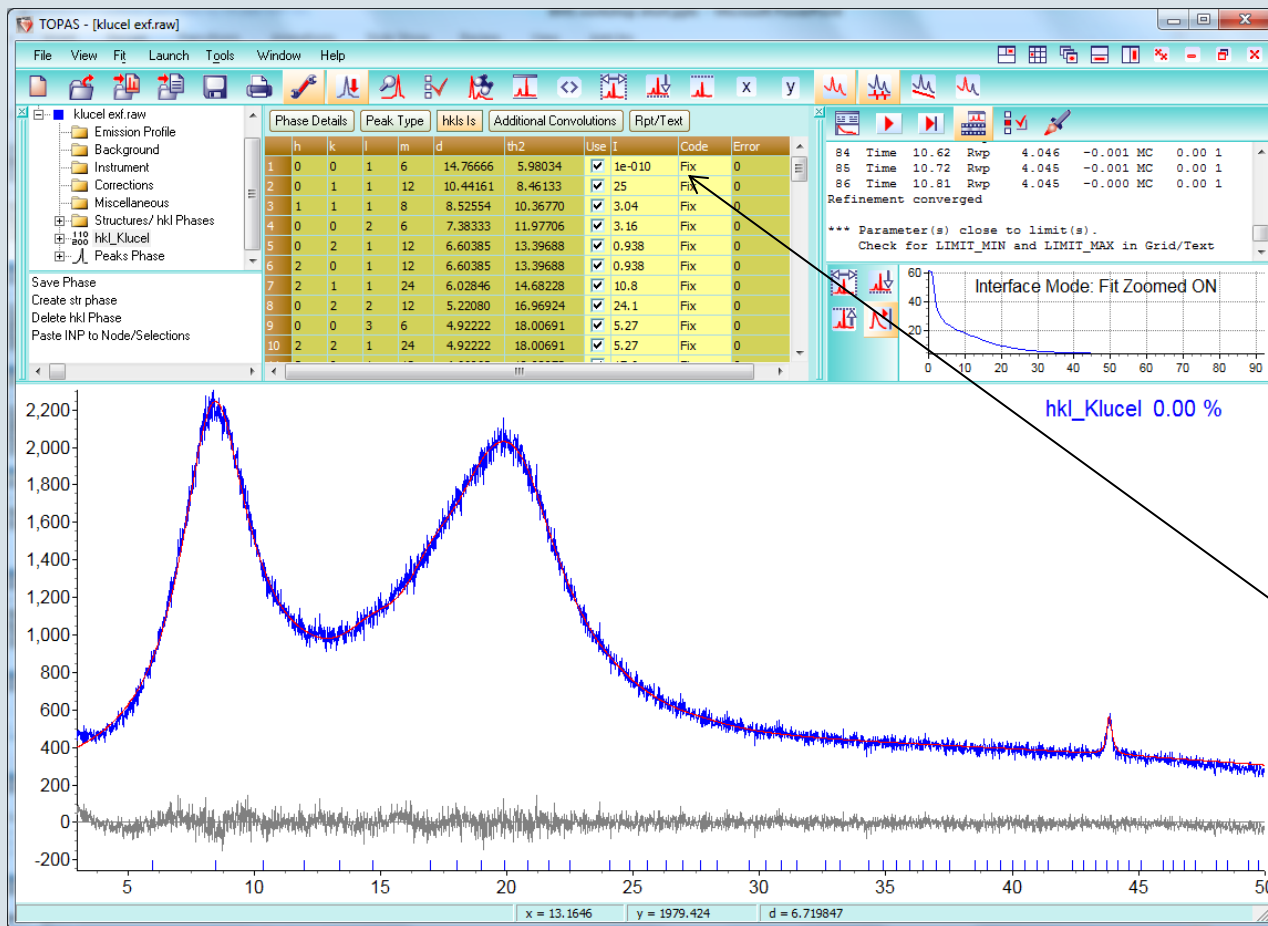 TOPAS - [klucel exf.raw]
File View Fit Launch Tools Window Help
x y
klucel exf.raw
Emission Profile
Background
Instrument
Corrections
Miscellaneous
Structures/ hkl Phases
hkl_Klucel
Peaks Phase
Save Phase
Create str phase
Delete hkl Phase
Paste INP to Node/Selections
Phase Details Peak Type hkls Is Additional Convolutions Rpt/Text
h k l m d th2 Use I Code Error
1 0 0 1 6 14.76666 5.98034 1e-010 Fix 0
2 0 1 1 12 10.44161 8.46133 25 Fix 0
3 1 1 1 8 8.52554 10.36770 3.04 Fix 0
4 0 0 2 6 7.38333 11.97706 3.16 Fix 0
5 0 2 1 12 6.60385 13.39688 0.938 Fix 0
6 2 0 1 12 6.60385 13.39688 0.938 Fix 0
7 2 1 1 24 6.02846 14.68228 10.8 Fix 0
8 0 2 2 12 5.22080 16.96924 24.1 Fix 0
9 0 0 3 6 4.92222 18.00691 5.27 Fix 0
10 2 2 1 24 4.92222 18.00691 5.27 Fix 0
84 Time 10.62 Rwp 4.046 -0.001 MC 0.00 1
85 Time 10.72 Rwp 4.045 -0.001 MC 0.00 1
86 Time 10.81 Rwp 4.045 -0.000 MC 0.00 1
Refinement converged
*** Parameter(s) close to limit(s).
Check for LIMIT_MIN and LIMIT_MAX in Grid/Text
Interface Mode: Fit Zoomed ON
60
40
20
0 10 20 30 40 50 60 70 80 90
hkl_Klucel 0.00 %
2,200
2,000
1,800
1,600
1,400
1,200
1,000
800
600
400
200
0
-200
5 10 15 20 25 30 35 40 45 50
x = 13.1646 y = 1979.424 d = 6.719847